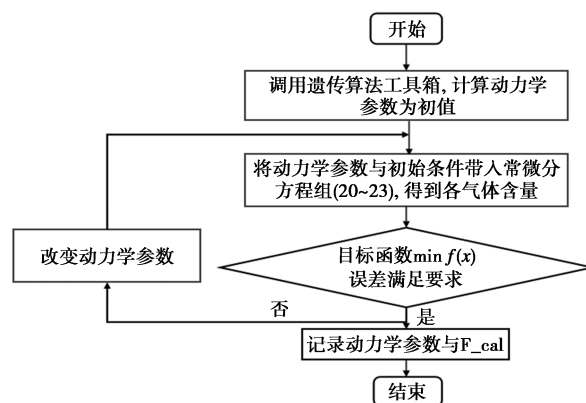 开始
调用遗传算法工具箱, 计算动力学
参数为初值
将动力学参数与初始条件带入常微分
方程组(20~23), 得到各气体含量
改变动力学参数
目标函数min f(x)
误差满足要求
否
是
记录动力学参数与F_cal
结束